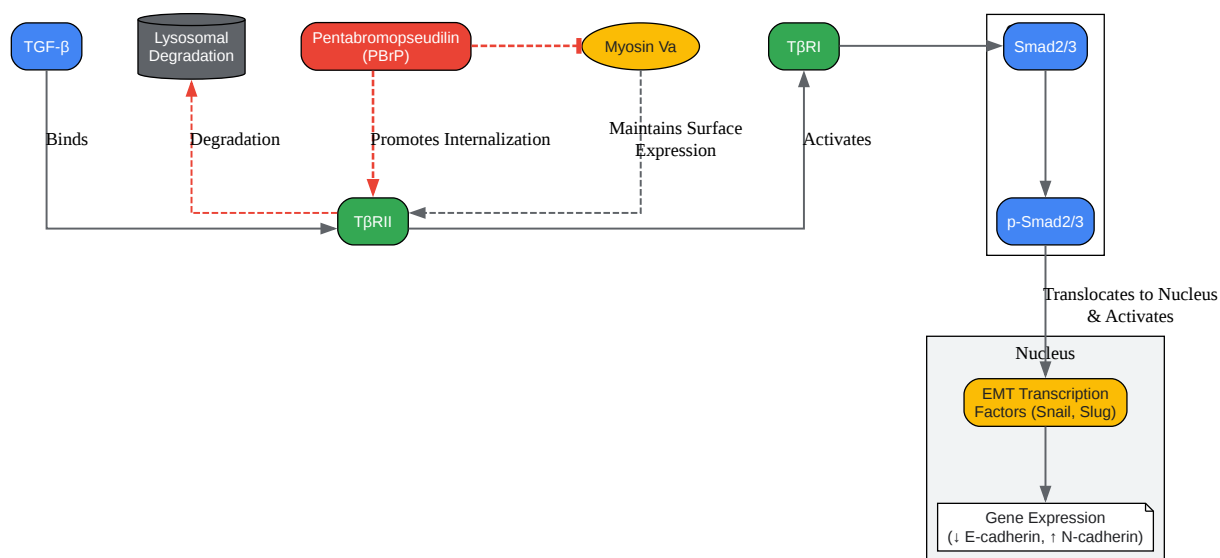 TGF-β
Lysosomal
Degradation
Pentabromopseudilin
(PBrP)
Myosin Va
TβRI
Smad2/3
Binds
Degradation
Promotes Internalization
Maintains Surface
Expression
Activates
TβRII
p-Smad2/3
Translocates to Nucleus
& Activates
Nucleus
EMT Transcription
Factors (Snail, Slug)
Gene Expression
(↓ E-cadherin, ↑ N-cadherin)